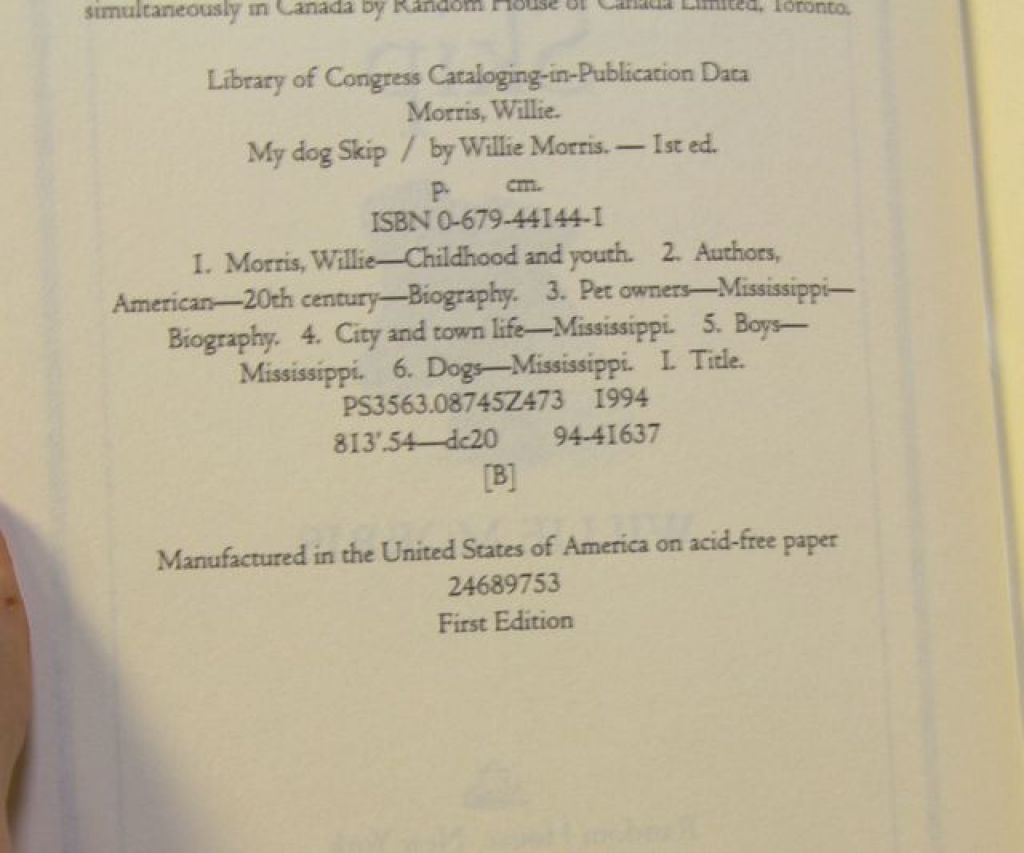 simultaneously in Canada by Random House of Canada Limited, Toronto.
Library of Congress Cataloging-in-Publication Data
Morris, Willie.
My dog Skip / by Willie Morris. — 1st ed.
p. cm.
ISBN 0-679-44144-1
1. Morris, Willie—Childhood and youth. 2. Authors,
American—20th century—Biography. 3. Pet owners—Mississippi—
Biography. 4. City and town life—Mississippi. 5. Boys—
Mississippi. 6. Dogs—Mississippi. I. Title.
PS3563.08745Z473 1994
813'.54—dc20 94-41637
[B]
Manufactured in the United States of America on acid-free paper
24689753
First Edition